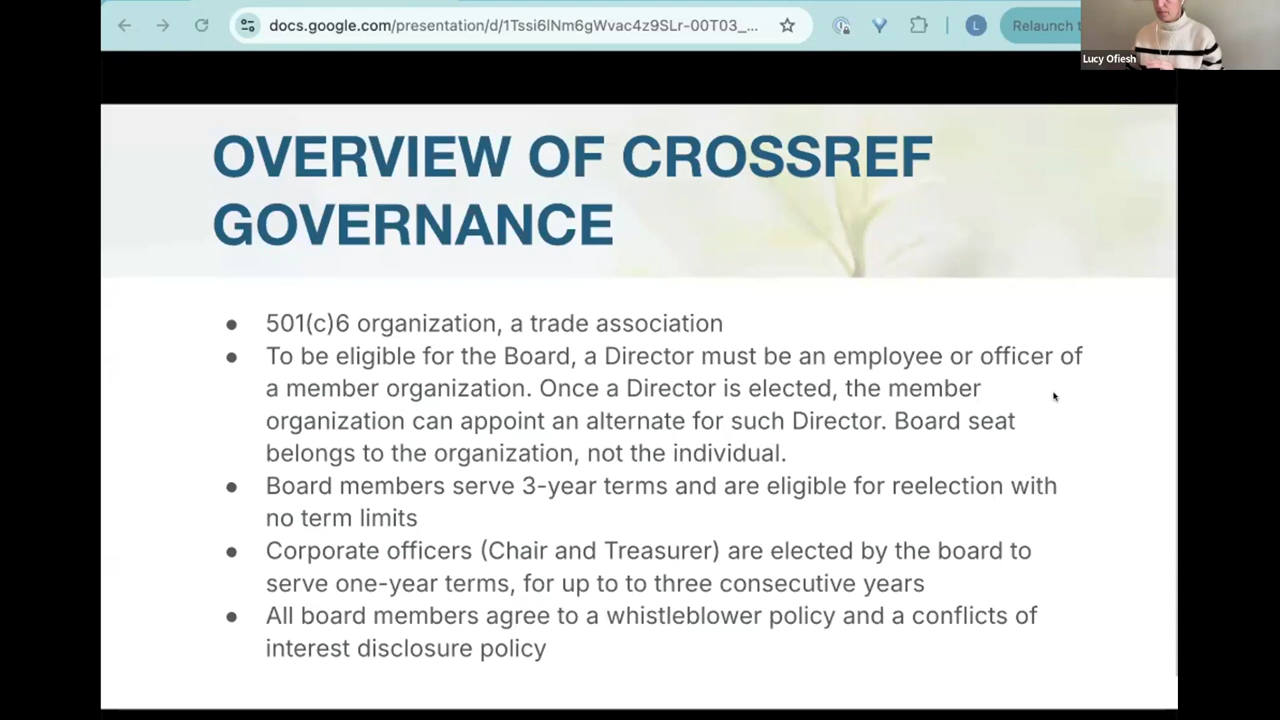 docs.google.com/presentation/d/1Tssi6lNm6gWvac4z9SLr-00T03_...
L
Relaunch t
Lucy Ofiesh
OVERVIEW OF CROSSREF
GOVERNANCE
● 501(c)6 organization, a trade association
● To be eligible for the Board, a Director must be an employee or officer of
a member organization. Once a Director is elected, the member
organization can appoint an alternate for such Director. Board seat
belongs to the organization, not the individual.
● Board members serve 3-year terms and are eligible for reelection with
no term limits
● Corporate officers (Chair and Treasurer) are elected by the board to
serve one-year terms, for up to to three consecutive years
● All board members agree to a whistleblower policy and a conflicts of
interest disclosure policy